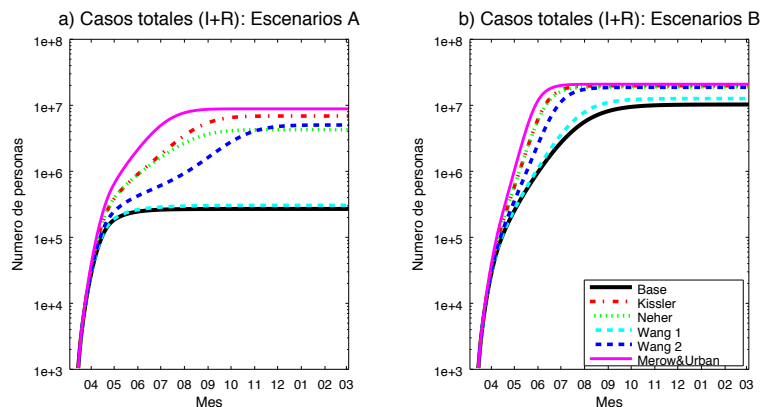 a) Casos totales (I+R): Escenarios A
1e+8
1e+7
1e+6
1e+5
1e+4
1e+3
Numero de personas
04 05 06 07 08 09 10 11 12 01 02 03
Mes
b) Casos totales (I+R): Escenarios B
1e+8
1e+7
1e+6
1e+5
1e+4
1e+3
Numero de personas
04 05 06 07 08 09 10 11 12 01 02 03
Mes
Base
Kissler
Neher
Wang 1
Wang 2
Merow&Urban